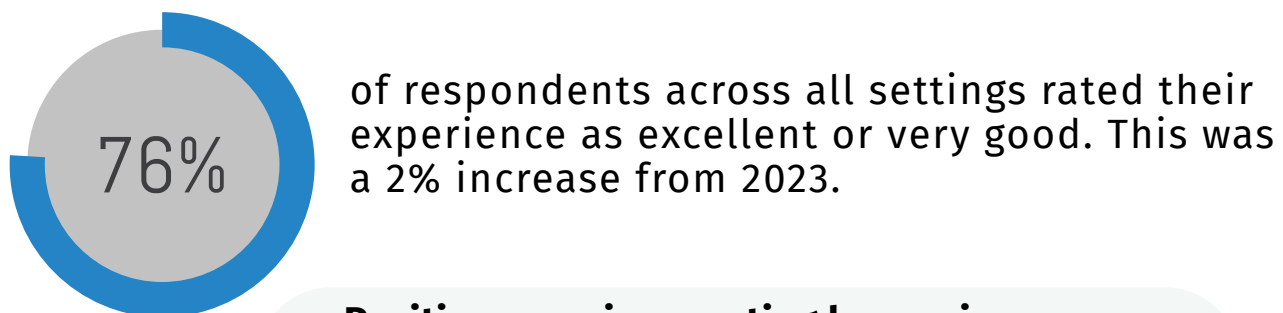 76%
of respondents across all settings rated their
experience as excellent or very good. This was
a 2% increase from 2023.